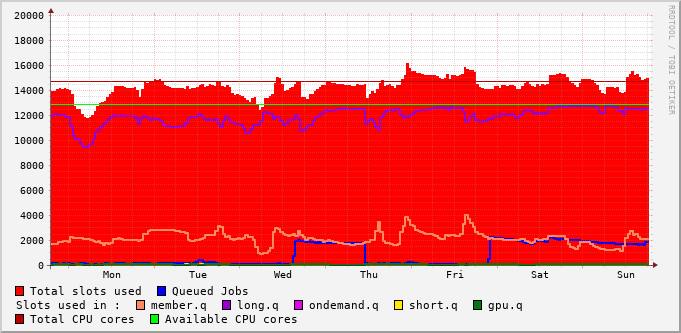 RRDTOOL / TOBI OETIKER
20000
18000
16000
14000
12000
10000
8000
6000
4000
2000
0
Mon Tue Wed Thu Fri Sat Sun
Total slots used Queued Jobs
Slots used in : member.q long.q ondemand.q short.q gpu.q
Total CPU cores Available CPU cores